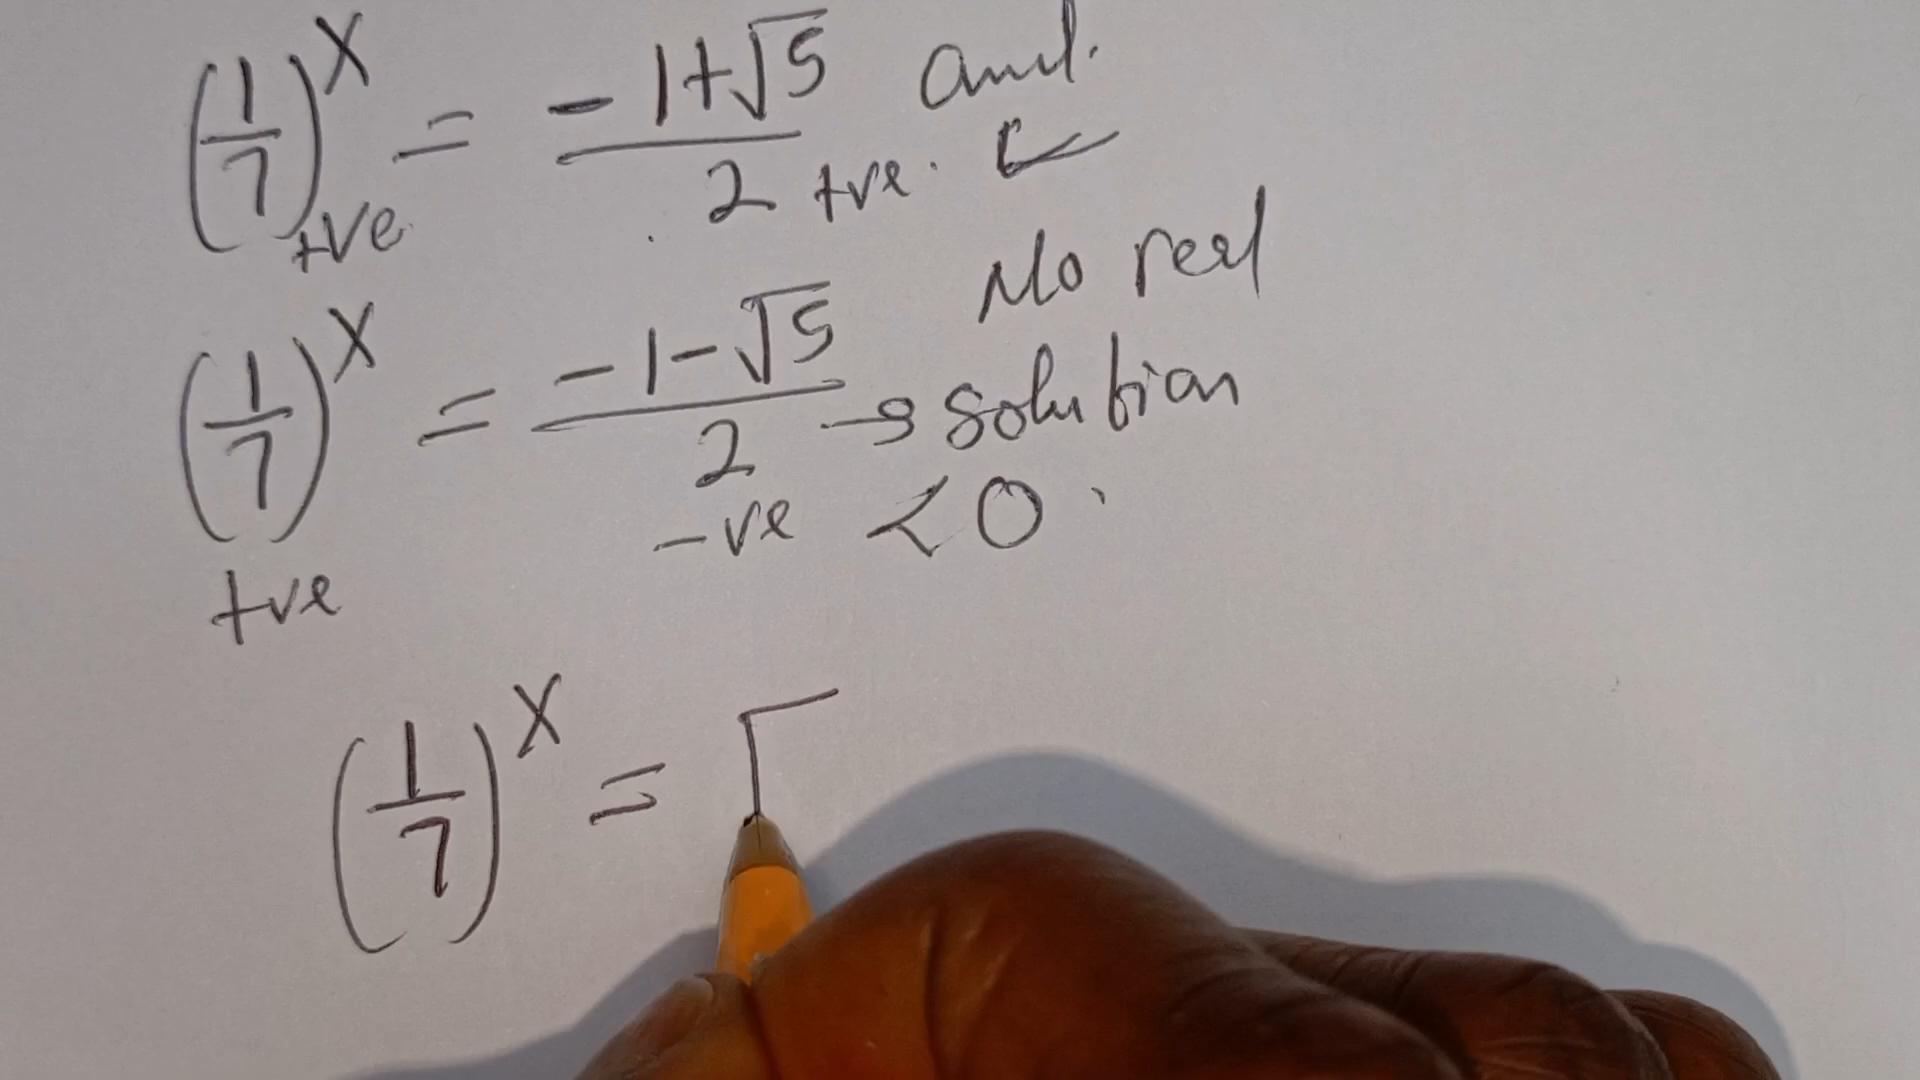 (1/7)^x = (-1+√5)/2 and.
+ve +ve.
No real
(1/7)^x = (-1-√5)/2 → solution
-ve < 0.
+ve
(1/7)^x = √